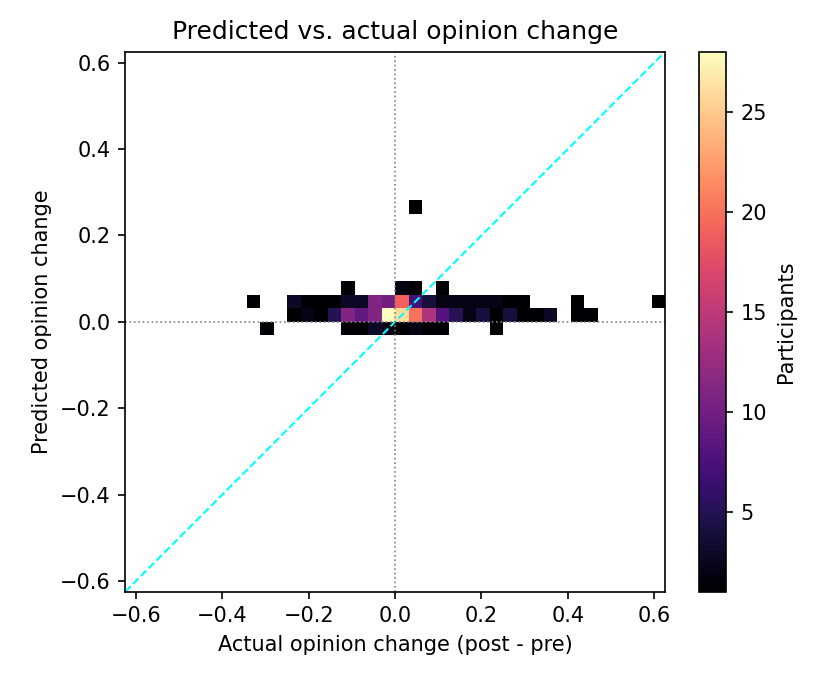 Predicted vs. actual opinion change
0.6
0.4
0.2
0.0
−0.2
−0.4
−0.6
Predicted opinion change
−0.6 −0.4 −0.2 0.0 0.2 0.4 0.6
Actual opinion change (post - pre)
25
20
15
10
5
Participants